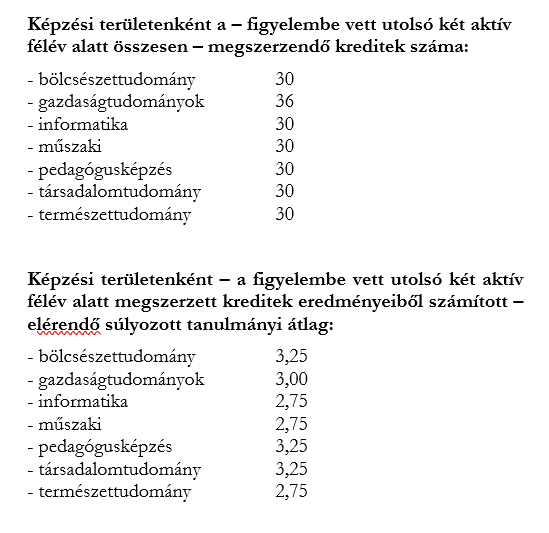 Képzési területenként a – figyelembe vett utolsó két aktív
félév alatt összesen – megszerzendő kreditek száma:
- bölcsészettudomány 30
- gazdaságtudományok 36
- informatika 30
- műszaki 30
- pedagógusképzés 30
- társadalomtudomány 30
- természettudomány 30
Képzési területenként – a figyelembe vett utolsó két aktív
félév alatt megszerzett kreditek eredményeiből számított –
elérendő súlyozott tanulmányi átlag:
- bölcsészettudomány 3,25
- gazdaságtudományok 3,00
- informatika 2,75
- műszaki 2,75
- pedagógusképzés 3,25
- társadalomtudomány 3,25
- természettudomány 2,75